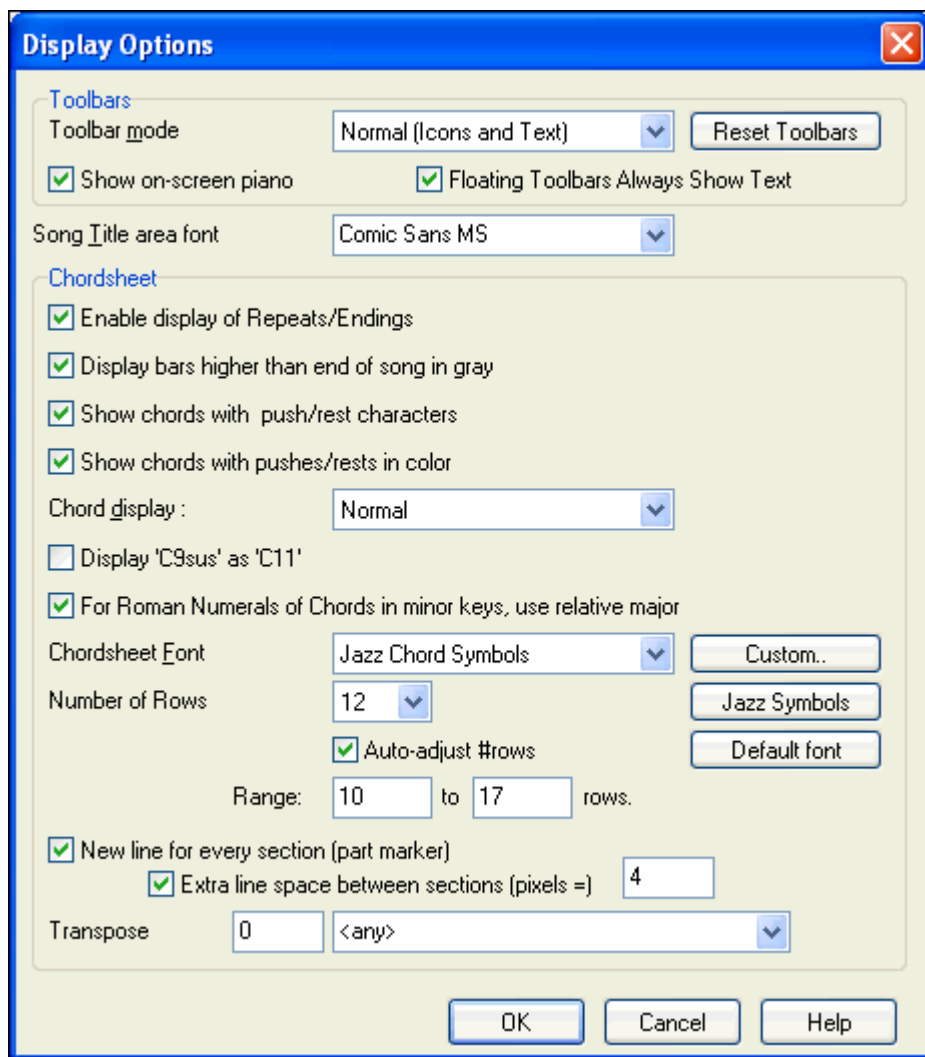 Display Options
Toolbars
Toolbar mode Normal (Icons and Text) Reset Toolbars
Show on-screen piano Floating Toolbars Always Show Text
Song Title area font Comic Sans MS
Chordsheet
Enable display of Repeats/Endings
Display bars higher than end of song in gray
Show chords with push/rest characters
Show chords with pushes/rests in color
Chord display : Normal
Display 'C9sus' as 'C11'
For Roman Numerals of Chords in minor keys, use relative major
Chordsheet Font Jazz Chord Symbols Custom..
Number of Rows 12 Jazz Symbols
Auto-adjust #rows Default font
Range: 10 to 17 rows.
New line for every section (part marker)
Extra line space between sections (pixels =) 4
Transpose 0 <any>
OK Cancel Help